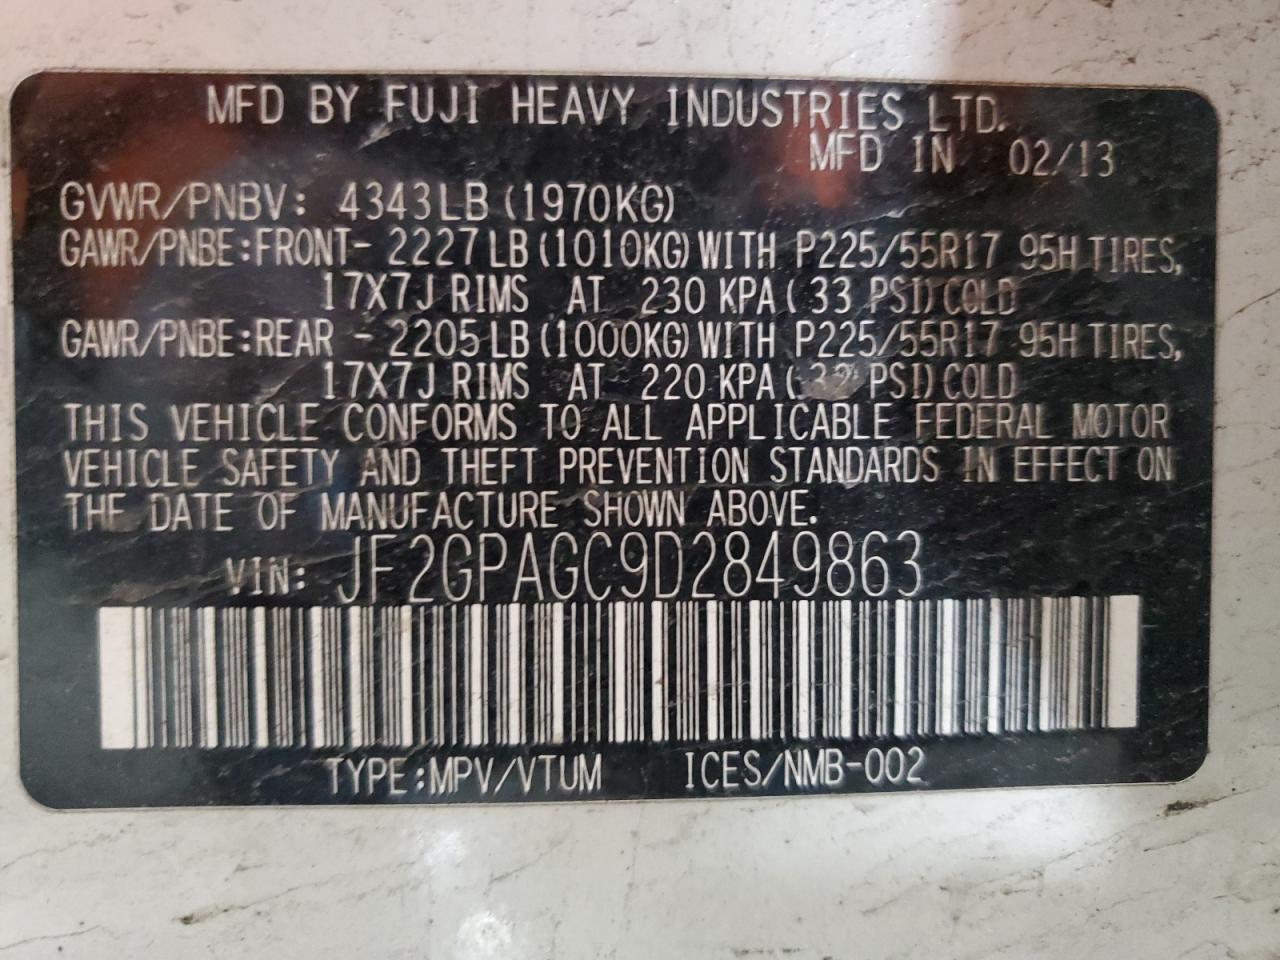 MFD BY FUJI HEAVY INDUSTRIES LTD.
MFD IN 02/13
GVWR/PNBV: 4343LB (1970KG)
GAWR/PNBE:FRONT- 2227LB (1010KG) WITH P225/55R17 95H TIRES,
17X7J RIMS AT 230 KPA (33 PSI) COLD
GAWR/PNBE:REAR - 2205LB (1000KG) WITH P225/55R17 95H TIRES,
17X7J RIMS AT 220 KPA (32 PSI) COLD
THIS VEHICLE CONFORMS TO ALL APPLICABLE FEDERAL MOTOR
VEHICLE SAFETY AND THEFT PREVENTION STANDARDS IN EFFECT ON
THE DATE OF MANUFACTURE SHOWN ABOVE.
VIN: JF2GPAGC9D2849863
TYPE:MPV/VTUM ICES/NMB-002